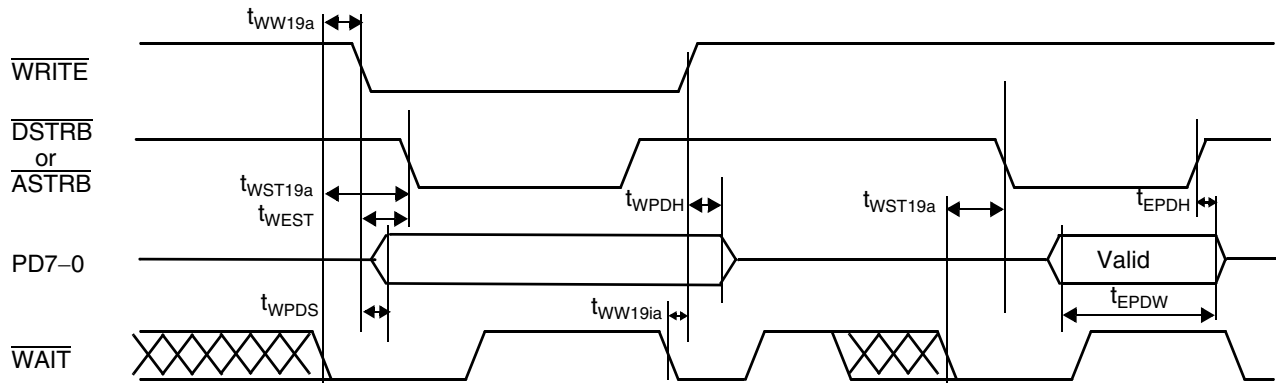 tWW19a
WRITE
DSTRB
or
ASTRB
tWST19a
tWEST
tWPDH
tWST19a
tEPDH
PD7–0
Valid
tWPDS
tWW19ia
tEPDW
WAIT